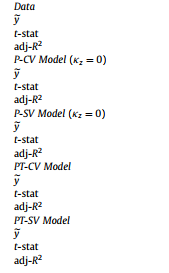 Data
ỹ
t-stat
adj-R²
P-CV Model (κz = 0)
ỹ
t-stat
adj-R²
P-SV Model (κz = 0)
ỹ
t-stat
adj-R²
PT-CV Model
ỹ
t-stat
adj-R²
PT-SV Model
ỹ
t-stat
adj-R²